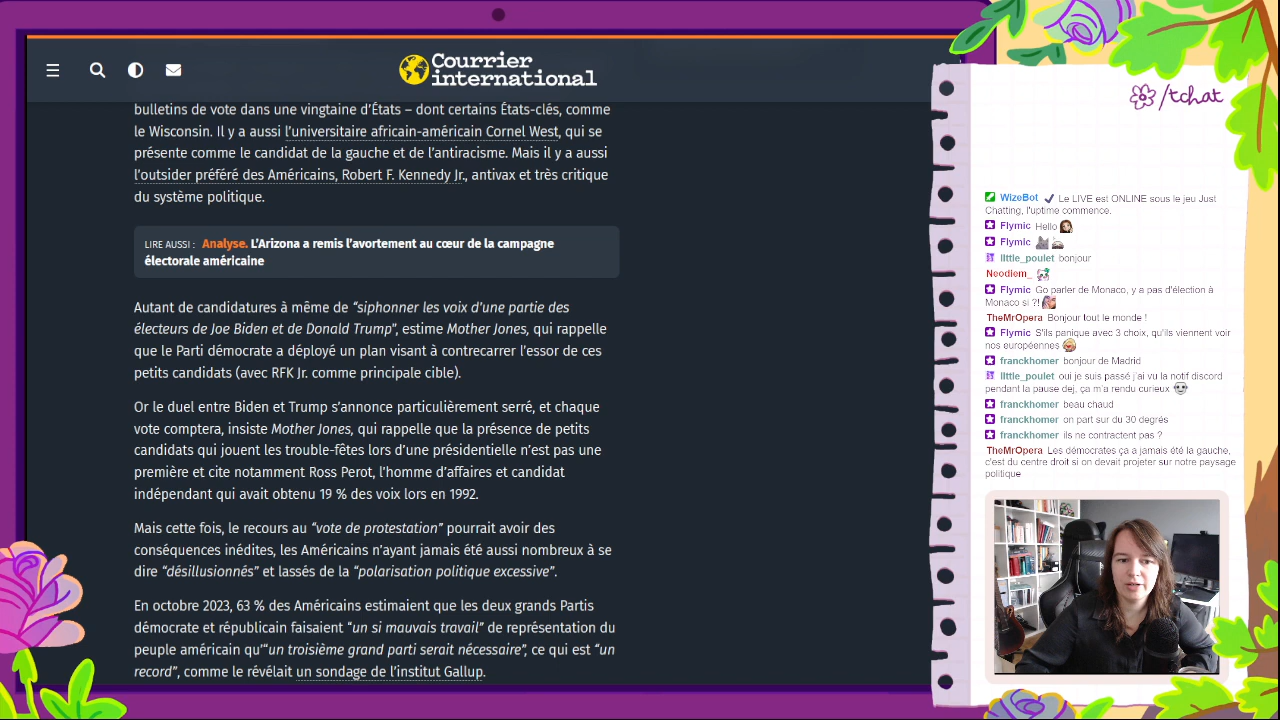 Courrier
international
bulletins de vote dans une vingtaine d'États – dont certains États-clés, comme
le Wisconsin. Il y a aussi l'universitaire africain-américain Cornel West, qui se
présente comme le candidat de la gauche et de l'antiracisme. Mais il y a aussi
l'outsider préféré des Américains, Robert F. Kennedy Jr., antivax et très critique
du système politique.
LIRE AUSSI : Analyse. L'Arizona a remis l'avortement au cœur de la campagne
électorale américaine
Autant de candidatures à même de “siphonner les voix d'une partie des
électeurs de Joe Biden et de Donald Trump”, estime Mother Jones, qui rappelle
que le Parti démocrate a déployé un plan visant à contrecarrer l'essor de ces
petits candidats (avec RFK Jr. comme principale cible).
Or le duel entre Biden et Trump s'annonce particulièrement serré, et chaque
vote comptera, insiste Mother Jones, qui rappelle que la présence de petits
candidats qui jouent les trouble-fêtes lors d'une présidentielle n'est pas une
première et cite notamment Ross Perot, l'homme d'affaires et candidat
indépendant qui avait obtenu 19 % des voix lors en 1992.
Mais cette fois, le recours au “vote de protestation” pourrait avoir des
conséquences inédites, les Américains n'ayant jamais été aussi nombreux à se
dire “désillusionnés” et lassés de la “polarisation politique excessive”.
En octobre 2023, 63 % des Américains estimaient que les deux grands Partis
démocrate et républicain faisaient “un si mauvais travail” de représentation du
peuple américain qu'“un troisième grand parti serait nécessaire”, ce qui est “un
record”, comme le révélait un sondage de l'institut Gallup.
/tchat
WizeBot Le LIVE est ONLINE sous le jeu Just
Chatting, l'uptime commence.
Flymic Hello
Flymic
little_poulet bonjour
Neodiem_
Flymic Go parler de Monaco, y a pas d'élection à
Monaco si ?!
TheMrOpera Bonjour tout le monde !
Flymic S'ils panique avec 3 choix, qu'ils viennent voir
nos européennes
franckhomer bonjour de Madrid
little_poulet oui je suis passé j'ai vu la notif discord
pendant la pause dej, ça m'a rendu curieux
franckhomer beau chaud
franckhomer on part sur du 30 degrés
franckhomer ils ne contractent pas ?
TheMrOpera Les démocrates ça a jamais été la gauche,
c'est du centre droit si on devait projeter sur notre paysage
politique